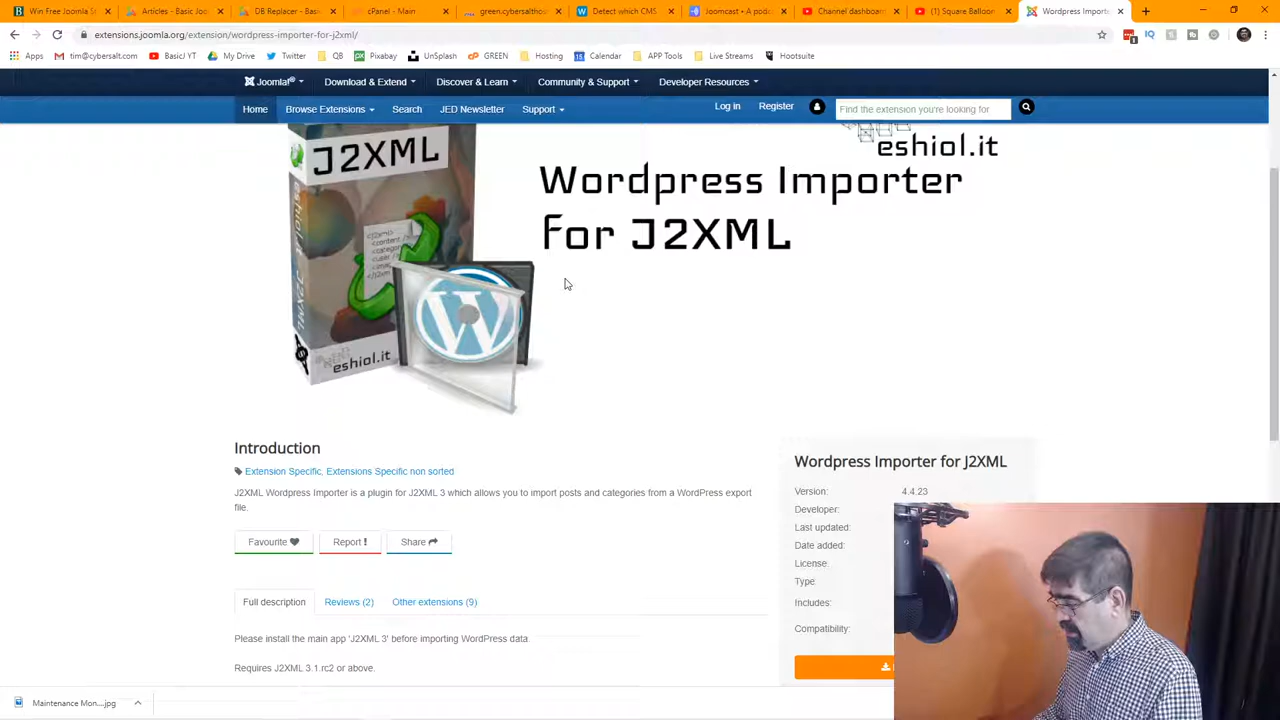 Win Free Joomla S
Articles - Basic Joo
DB Replacer - Basi
cPanel - Main
green.cybersalthos
Detect which CMS
Joomcast • A podc
Channel dashboard
(1) Square Balloon
Wordpress Importe
extensions.joomla.org/extension/wordpress-importer-for-j2xml/
Apps tim@cybersalt.com BasicJ YT My Drive Twitter QB Pixabay UnSplash GREEN Hosting Calendar APP Tools Live Streams Hootsuite
Joomla!® Download & Extend Discover & Learn Community & Support Developer Resources
Home Browse Extensions Search JED Newsletter Support Log in Register Find the extension you're looking for
J2XML
eshiol.it
Wordpress Importer
for J2XML
eshiol.it J2XML
eshiol.it
Introduction
Extension Specific, Extensions Specific non sorted
J2XML Wordpress Importer is a plugin for J2XML 3 which allows you to import posts and categories from a WordPress export
file.
Favourite Report ! Share
Full description Reviews (2) Other extensions (9)
Please install the main app 'J2XML 3' before importing WordPress data.
Requires J2XML 3.1.rc2 or above.
Wordpress Importer for J2XML
Version: 4.4.23
Developer:
Last updated:
Date added:
License:
Type:
Includes:
Compatibility:
Maintenance Mon....jpg